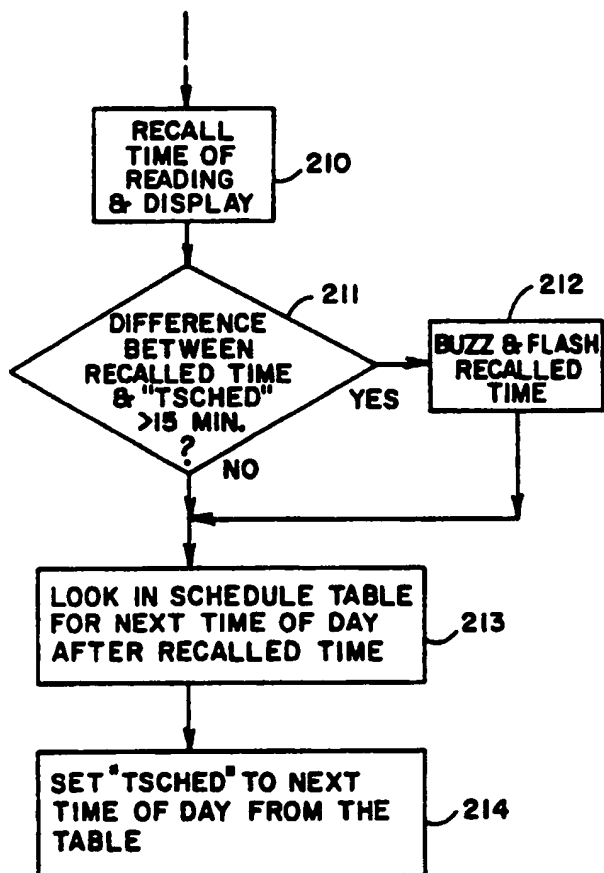 RECALL
TIME OF
READING
& DISPLAY
210
DIFFERENCE
BETWEEN
RECALLED TIME
& "TSCHED"
>15 MIN.
?
211
YES
NO
212
BUZZ & FLASH
RECALLED
TIME
LOOK IN SCHEDULE TABLE
FOR NEXT TIME OF DAY
AFTER RECALLED TIME
213
SET "TSCHED" TO NEXT
TIME OF DAY FROM THE
TABLE
214